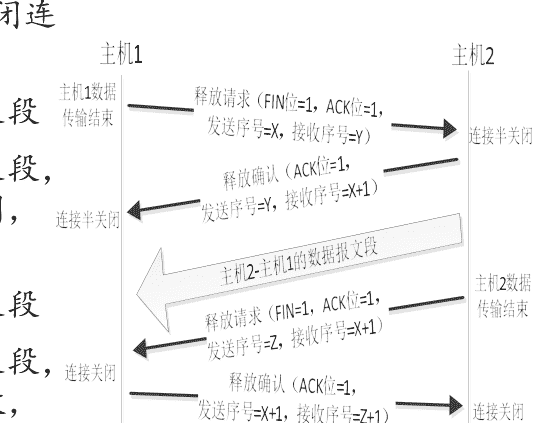 闭连
主机1
主机2
主机1数据
传输结束
释放请求（FIN位=1，ACK位=1，
发送序号=X，接收序号=Y）
连接半关闭
段
段，
释放确认（ACK位=1，
发送序号=Y，接收序号=X+1）
连接半关闭
，
主机2-主机1的数据报文段
主机2数据
传输结束
段
释放请求（FIN=1，ACK位=1，
发送序号=Z，接收序号=X+1）
段，
连接关闭
释放确认（ACK位=1，
发送序号=X+1，接收序号=Z+1）
连接关闭
，